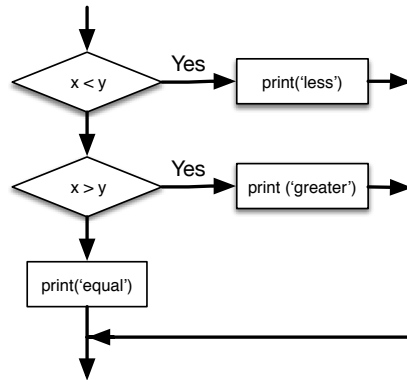 Yes
x < y
print(‘less’)
Yes
x > y
print (‘greater’)
print(‘equal’)